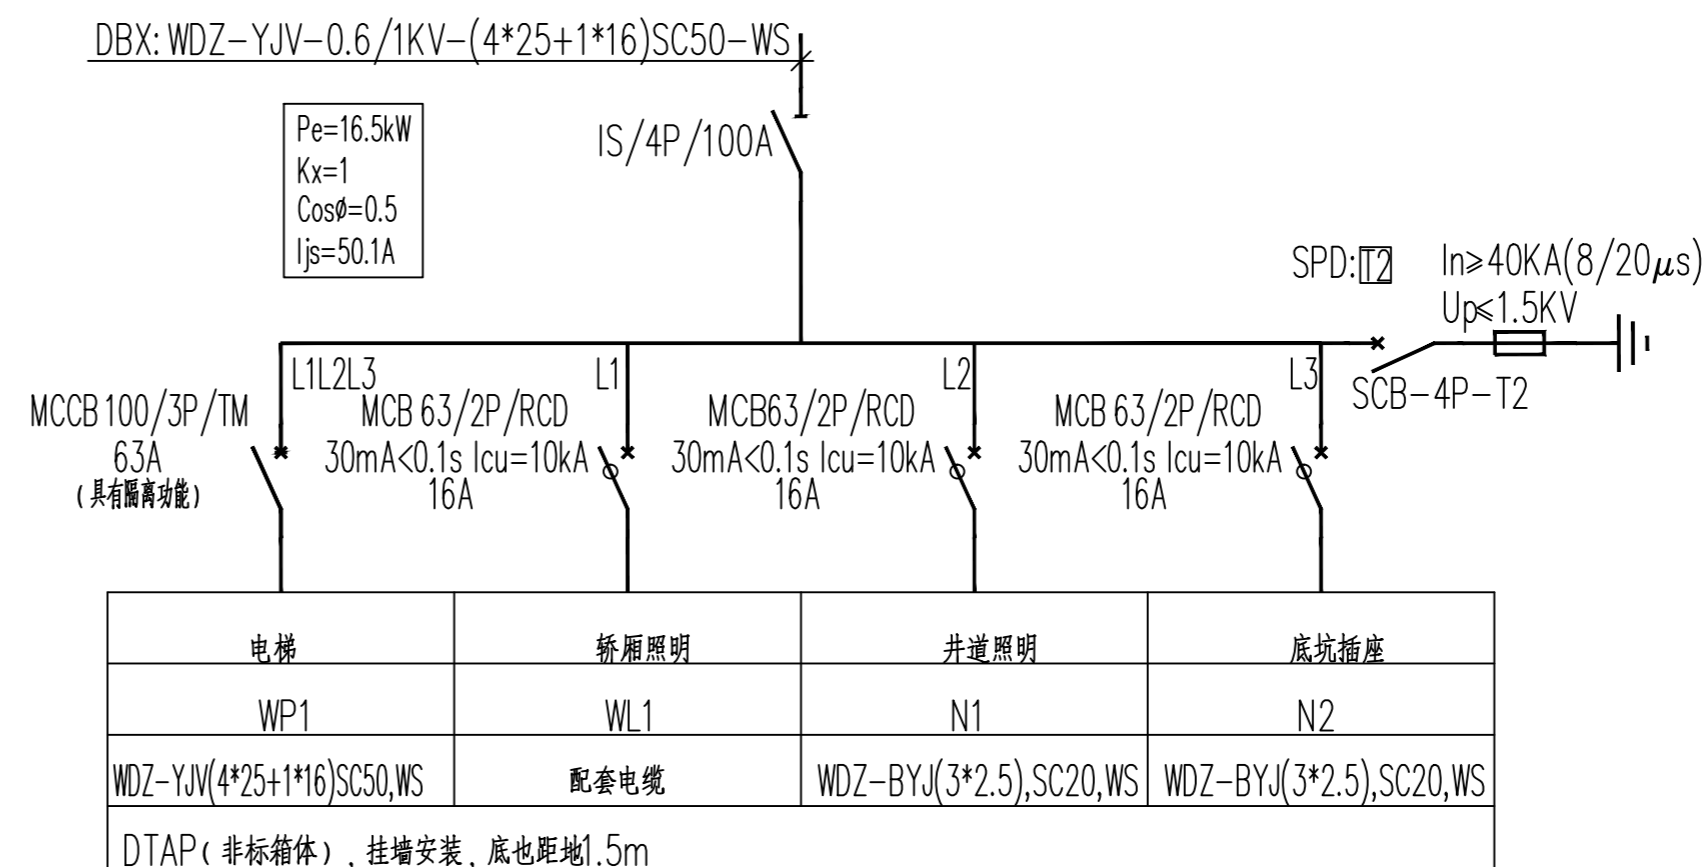 DBX: WDZ-YJV-0.6/1KV-(4*25+1*16)SC50-WS
Pe=16.5kW
Kx=1
Cosø=0.5
Ijs=50.1A
IS/4P/100A
SPD:T2
In≥40KA(8/20μs)
Up≤1.5KV
SCB-4P-T2
L1L2L3
MCCB 100/3P/TM
63A
(具有隔离功能)
L1
MCB 63/2P/RCD
30mA<0.1s Icu=10kA
16A
L2
MCB63/2P/RCD
30mA<0.1s Icu=10kA
16A
L3
MCB 63/2P/RCD
30mA<0.1s Icu=10kA
16A
电梯 轿厢照明 井道照明 底坑插座
WP1 WL1 N1 N2
WDZ-YJV(4*25+1*16)SC50,WS 配套电缆 WDZ-BYJ(3*2.5),SC20,WS WDZ-BYJ(3*2.5),SC20,WS
DTAP(非标箱体),挂墙安装,底也距地1.5m